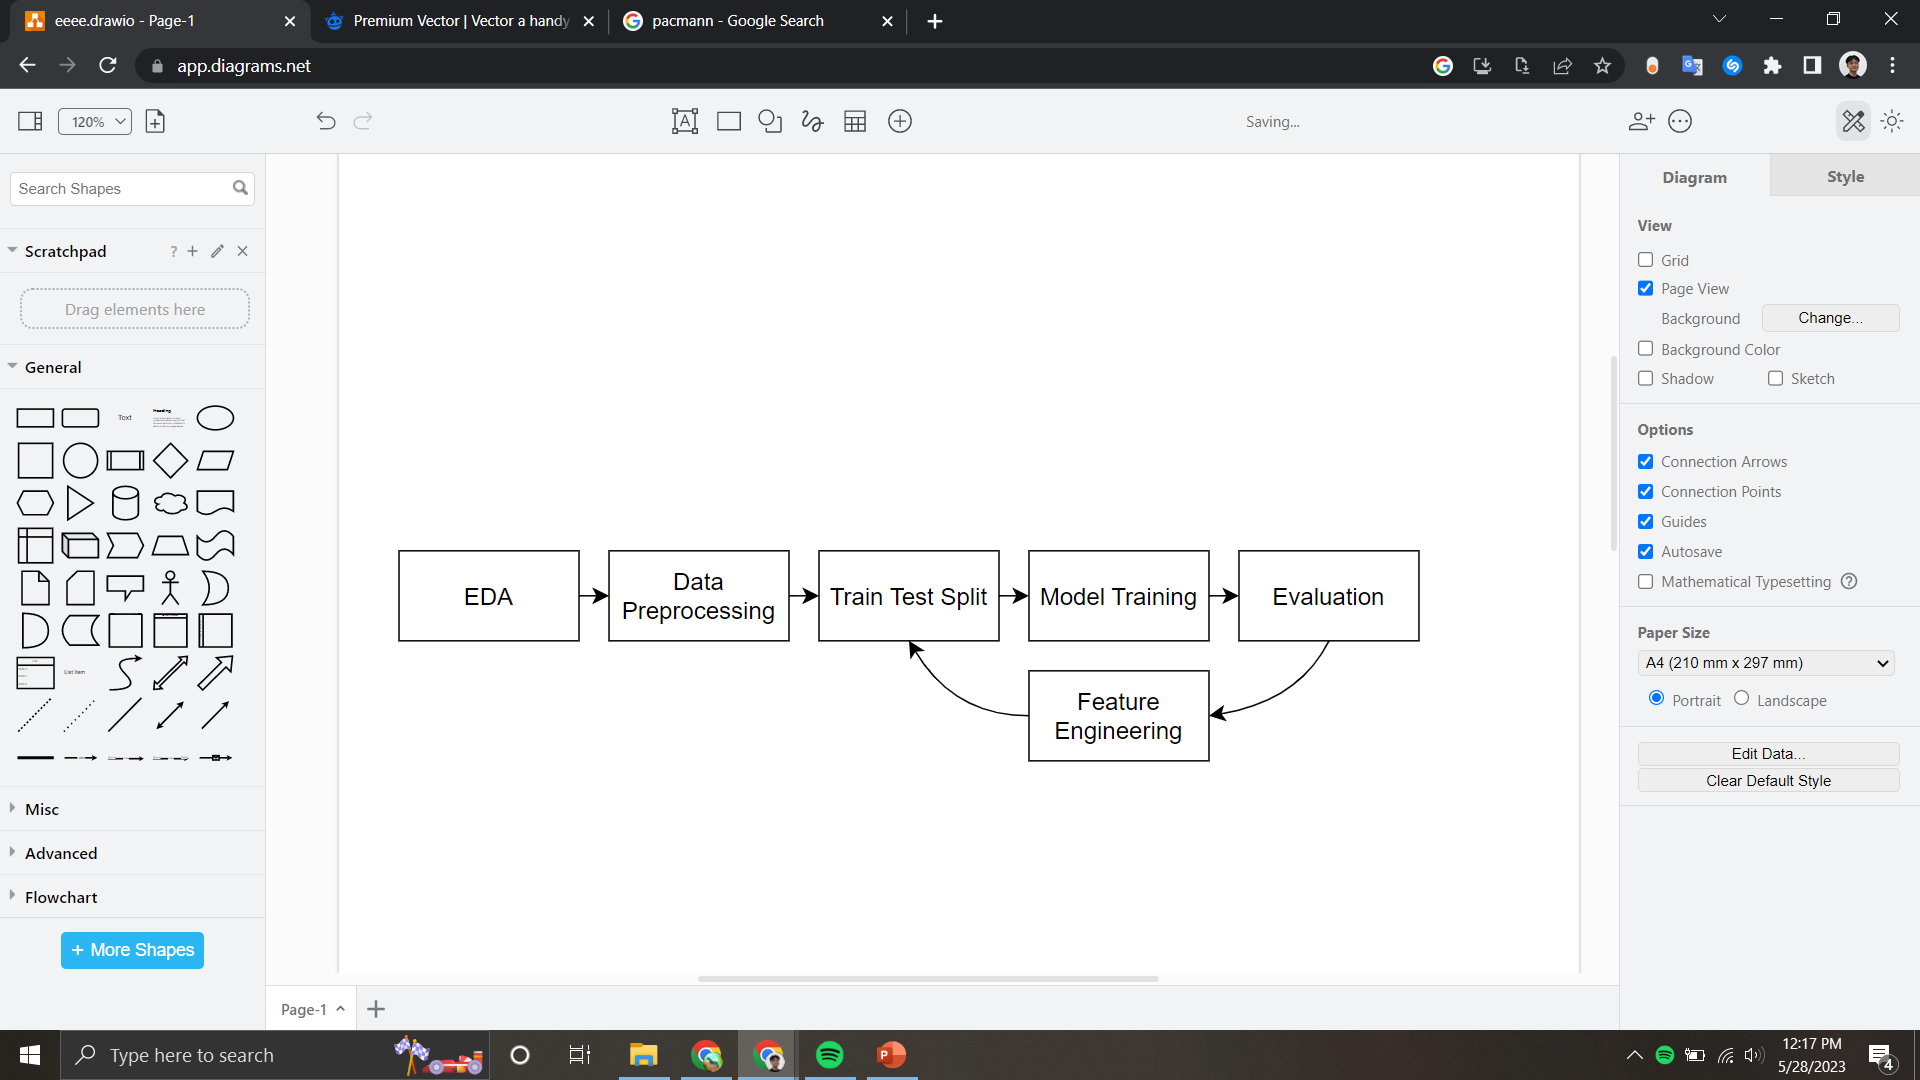 eeee.drawio - Page-1
Premium Vector | Vector a handy
pacmann - Google Search
app.diagrams.net
120%
Saving...
Search Shapes
Scratchpad
?
Drag elements here
General
Text
Heading
List Item
Misc
Advanced
Flowchart
+ More Shapes
EDA
Data
Preprocessing
Train Test Split
Model Training
Evaluation
Feature
Engineering
Diagram
Style
View
Grid
Page View
Background
Change...
Background Color
Shadow
Sketch
Options
Connection Arrows
Connection Points
Guides
Autosave
Mathematical Typesetting
Paper Size
A4 (210 mm x 297 mm)
Portrait
Landscape
Edit Data...
Clear Default Style
Page-1
Type here to search
12:17 PM
5/28/2023
4